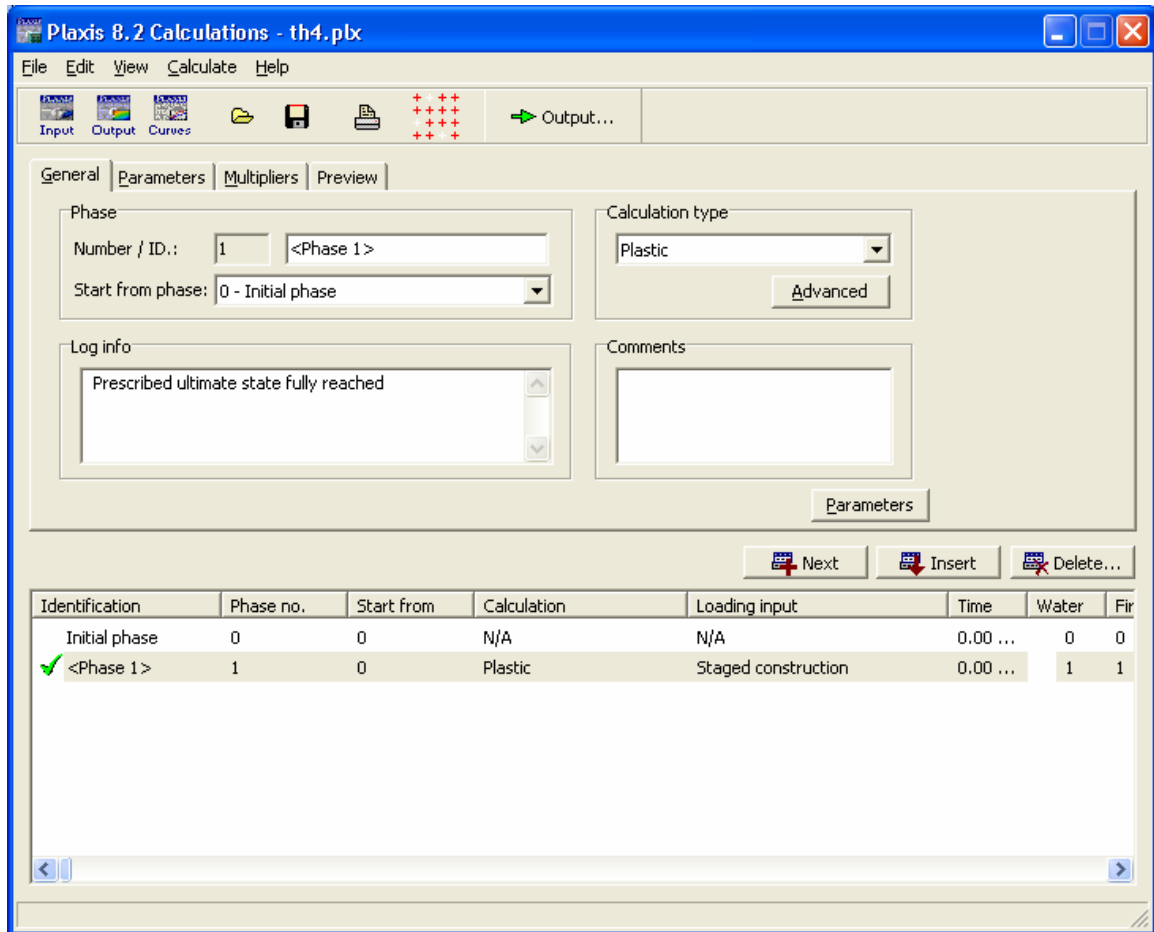 Plaxis 8.2 Calculations - th4.plx
File Edit View Calculate Help
Input Output Curves Output...
General Parameters Multipliers Preview
Phase Calculation type
Number / ID.: 1 <Phase 1> Plastic
Start from phase: 0 - Initial phase Advanced
Log info Comments
Prescribed ultimate state fully reached
Parameters
Next Insert Delete...
Identification Phase no. Start from Calculation Loading input Time Water Fir
Initial phase 0 0 N/A N/A 0.00 ... 0 0
<Phase 1> 1 0 Plastic Staged construction 0.00 ... 1 1